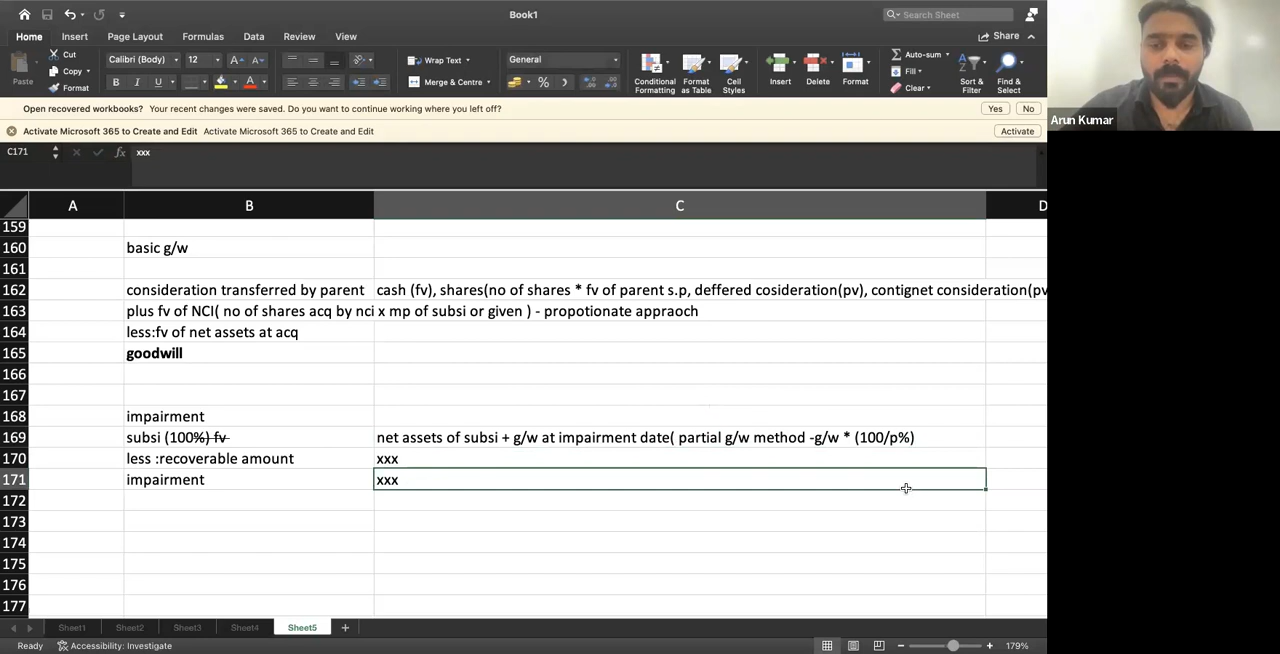 Book1
Search Sheet
Home Insert Page Layout Formulas Data Review View
Share
Paste
Cut
Copy
Format
Calibri (Body) 12
B I U
Wrap Text
Merge & Centre
General
Conditional Formatting
Format as Table
Cell Styles
Insert
Delete
Format
Auto-sum
Fill
Clear
Sort & Filter
Find & Select
Open recovered workbooks? Your recent changes were saved. Do you want to continue working where you left off?
Yes No
Activate Microsoft 365 to Create and Edit Activate Microsoft 365 to Create and Edit
Activate
Arun Kumar
C171 fx xxx
A B C D
159
160 basic g/w
161
162 consideration transferred by parent cash (fv), shares(no of shares * fv of parent s.p, deffered cosideration(pv), contignet consideration(pv
163 plus fv of NCI( no of shares acq by nci x mp of subsi or given ) - propotionate appraoch
164 less:fv of net assets at acq
165 goodwill
166
167
168 impairment
169 subsi (100%) fv net assets of subsi + g/w at impairment date( partial g/w method -g/w * (100/p%)
170 less :recoverable amount xxx
171 impairment xxx
172
173
174
175
176
177
Sheet1 Sheet2 Sheet3 Sheet4 Sheet5 +
Ready Accessibility: Investigate
179%